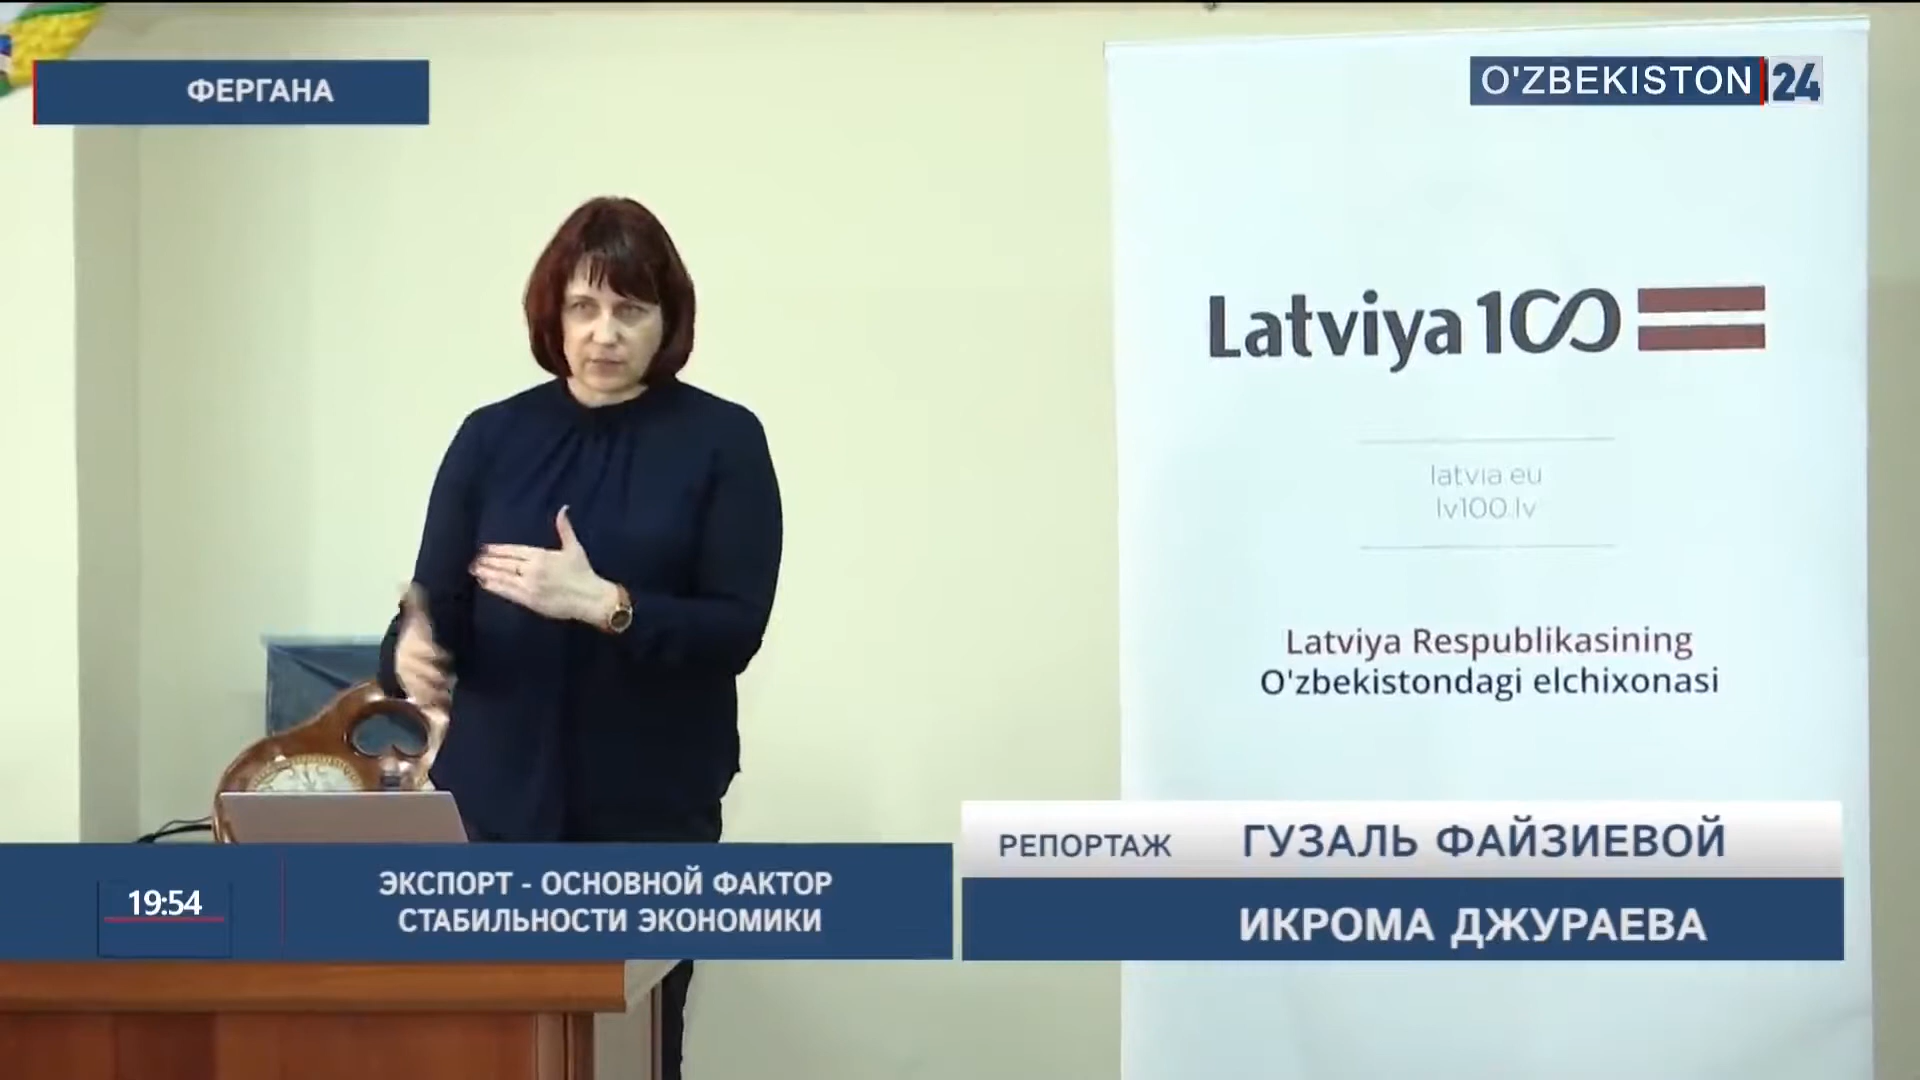 ФЕРГАНА
O'ZBEKISTON 24
Latviya 100
latvia.eu
lv100.lv
Latviya Respublikasining
O'zbekistondagi elchixonasi
РЕПОРТАЖ ГУЗАЛЬ ФАЙЗИЕВОЙ
ИКРОМА ДЖУРАЕВА
19:54
ЭКСПОРТ - ОСНОВНОЙ ФАКТОР
СТАБИЛЬНОСТИ ЭКОНОМИКИ